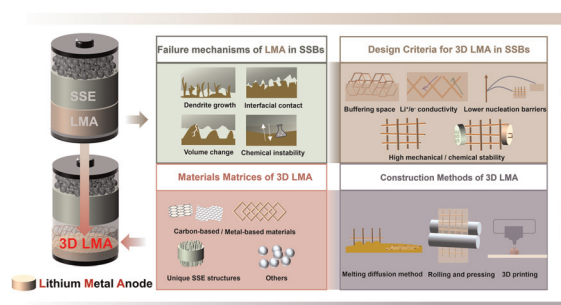 SSE
LMA
3D LMA
Lithium Metal Anode
Failure mechanisms of LMA in SSBs
Dendrite growth
Interfacial contact
Volume change
Chemical instability
Design Criteria for 3D LMA in SSBs
Buffering space
Li⁺/e⁻ conductivity
Lower nucleation barriers
High mechanical / chemical stability
Materials Matrices of 3D LMA
Carbon-based / Metal-based materials
Unique SSE structures
Others
Construction Methods of 3D LMA
Melting diffusion method
Rolling and pressing
3D printing